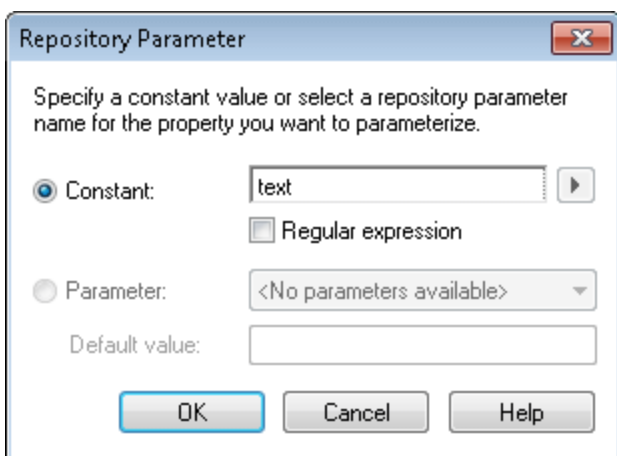 Repository Parameter
Specify a constant value or select a repository parameter
name for the property you want to parameterize.
Constant: text
Regular expression
Parameter: <No parameters available>
Default value:
OK Cancel Help